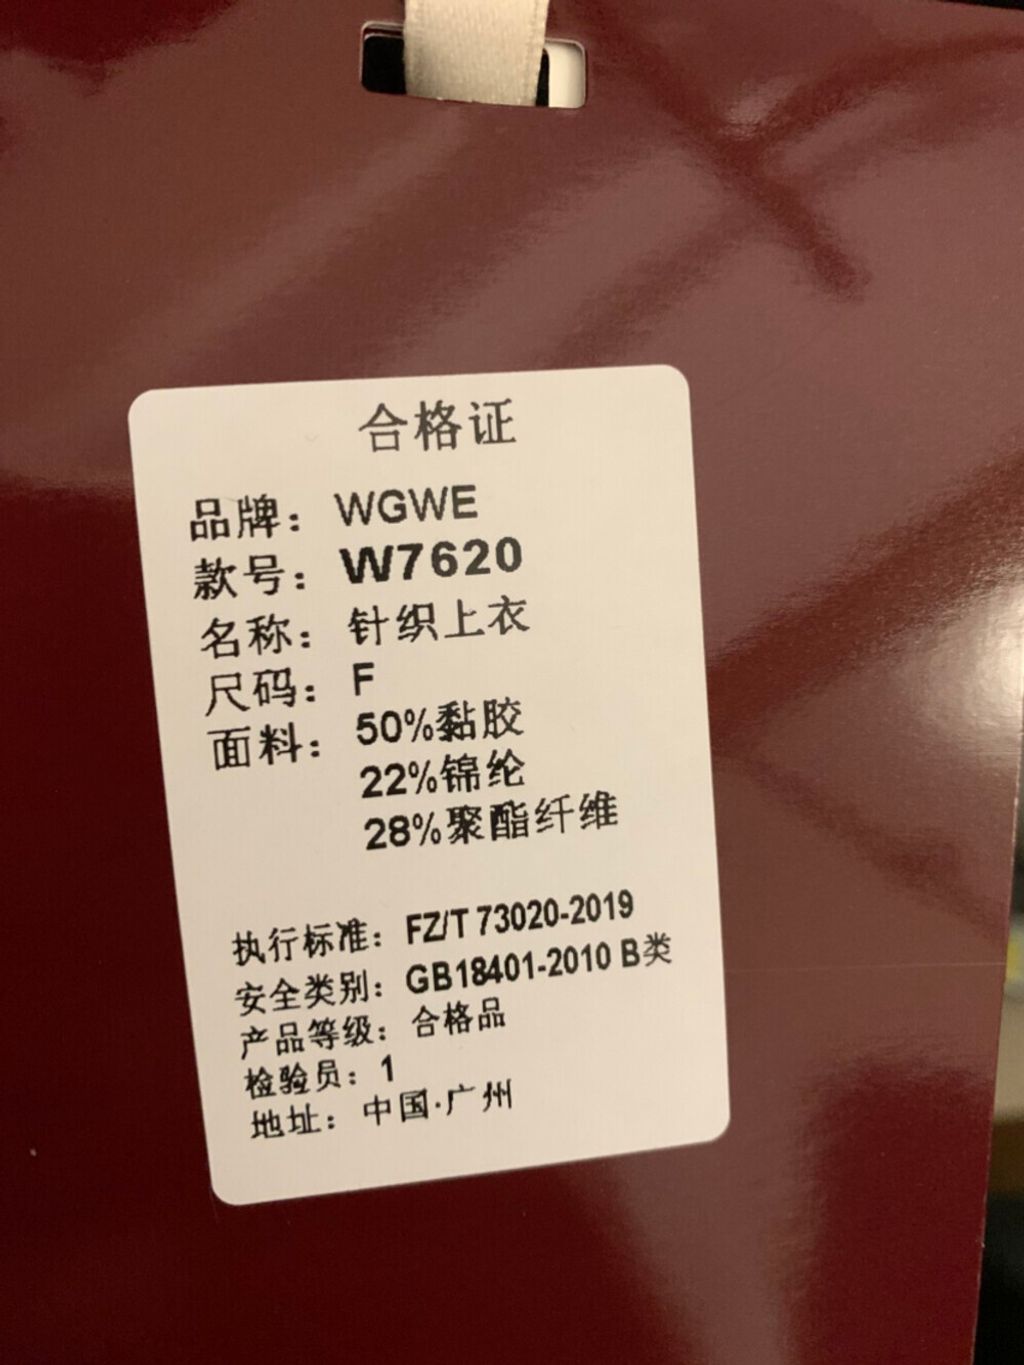 合格证
品牌：WGWE
款号：W7620
名称：针织上衣
尺码：F
面料：50%黏胶
22%锦纶
28%聚酯纤维
执行标准：FZ/T 73020-2019
安全类别：GB18401-2010 B类
产品等级：合格品
检验员：1
地址：中国·广州